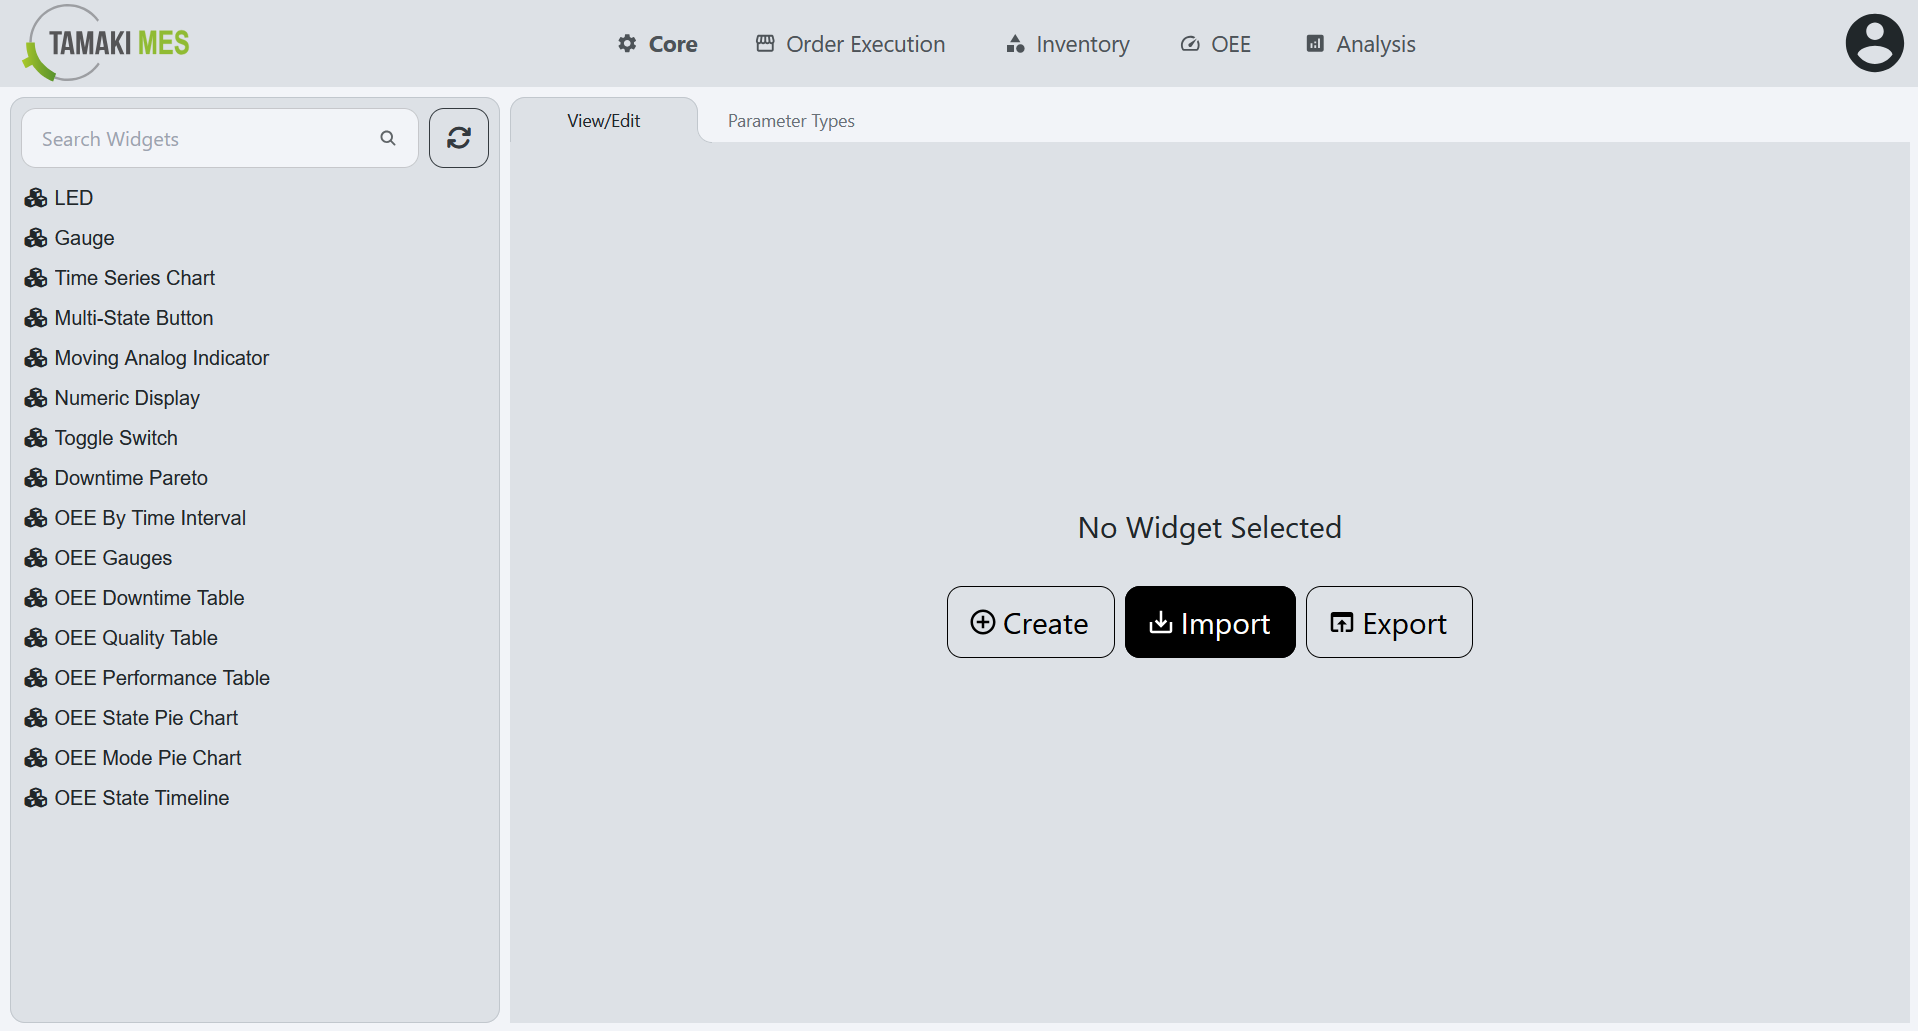 TAMAKI MES
Core
Order Execution
Inventory
OEE
Analysis
Search Widgets
LED
Gauge
Time Series Chart
Multi-State Button
Moving Analog Indicator
Numeric Display
Toggle Switch
Downtime Pareto
OEE By Time Interval
OEE Gauges
OEE Downtime Table
OEE Quality Table
OEE Performance Table
OEE State Pie Chart
OEE Mode Pie Chart
OEE State Timeline
View/Edit
Parameter Types
No Widget Selected
Create
Import
Export